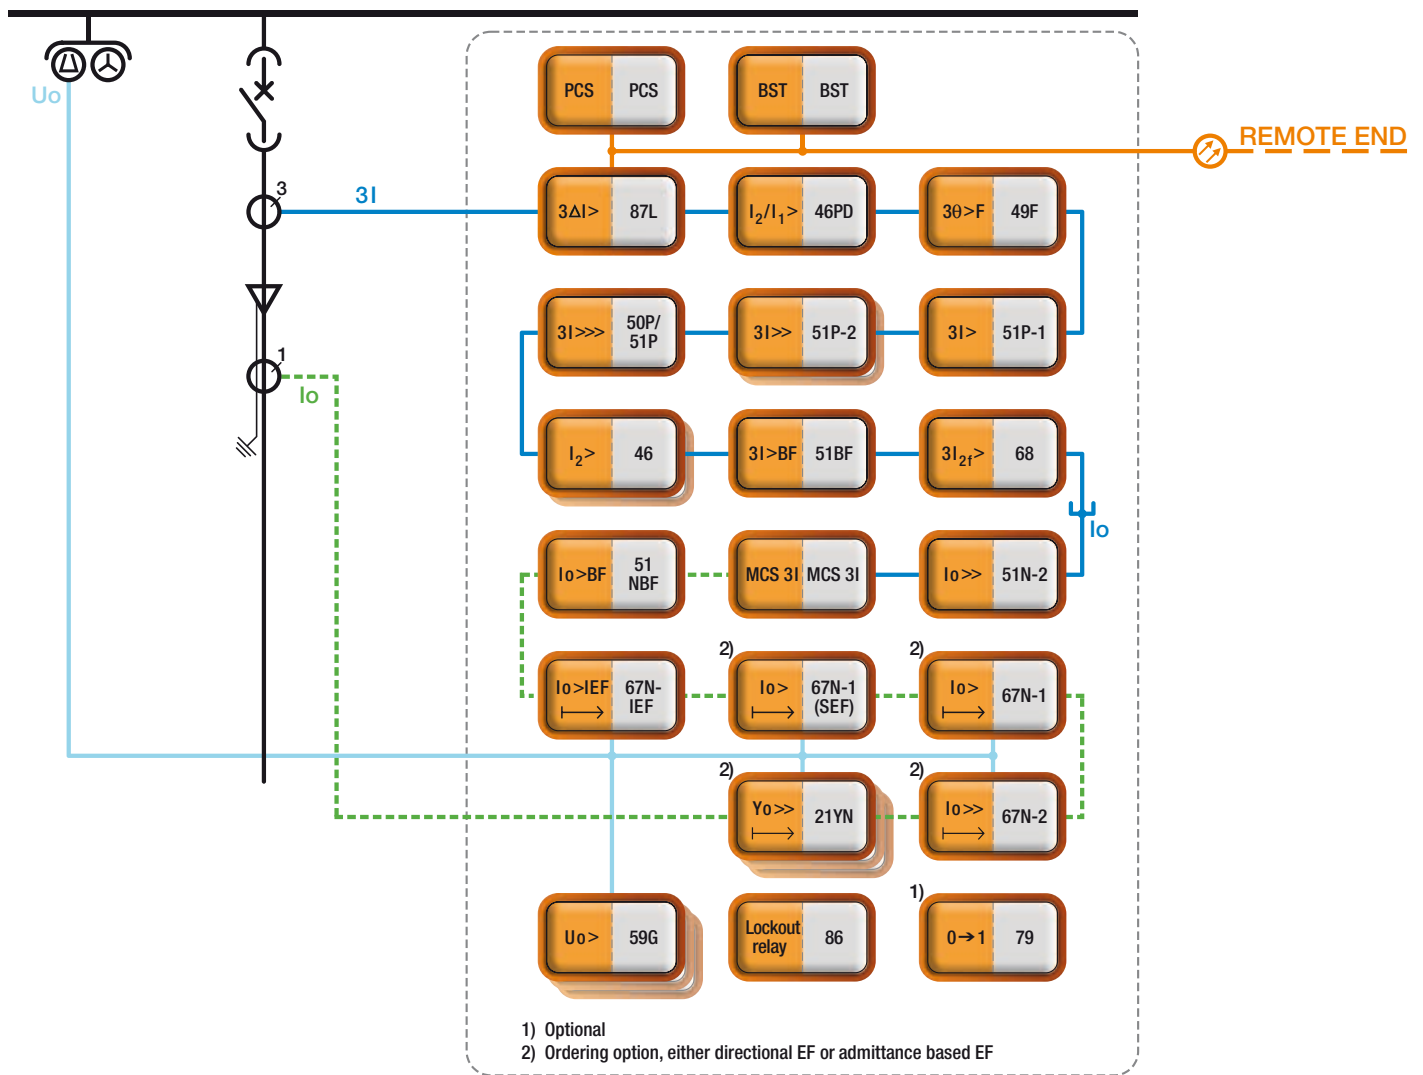 Uo
PCS PCS
BST BST
REMOTE END
3
3I
3ΔI> 87L
I2/I1> 46PD
3θ>F 49F
3I>>> 50P/
51P
3I>> 51P-2
3I> 51P-1
1
Io
I2> 46
3I>BF 51BF
3I2f> 68
Io
Io>BF 51
NBF
MCS 3I MCS 3I
Io>> 51N-2
Io>IEF 67N-
IEF
2)
Io> 67N-1
(SEF)
2)
Io> 67N-1
2)
Yo>> 21YN
2)
Io>> 67N-2
Uo> 59G
Lockout
relay 86
1)
0→1 79
1) Optional
2) Ordering option, either directional EF or admittance based EF